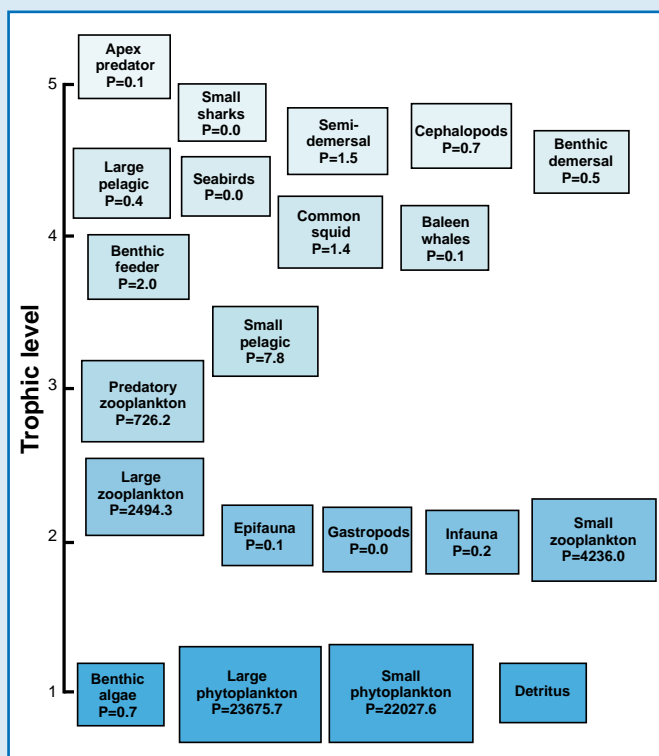 Trophic level
5
4
3
2
1
Apex
predator
P=0.1
Small
sharks
P=0.0
Semi-
demersal
P=1.5
Cephalopods
P=0.7
Benthic
demersal
P=0.5
Large
pelagic
P=0.4
Seabirds
P=0.0
Common
squid
P=1.4
Baleen
whales
P=0.1
Benthic
feeder
P=2.0
Small
pelagic
P=7.8
Predatory
zooplankton
P=726.2
Large
zooplankton
P=2494.3
Epifauna
P=0.1
Gastropods
P=0.0
Infauna
P=0.2
Small
zooplankton
P=4236.0
Benthic
algae
P=0.7
Large
phytoplankton
P=23675.7
Small
phytoplankton
P=22027.6
Detritus